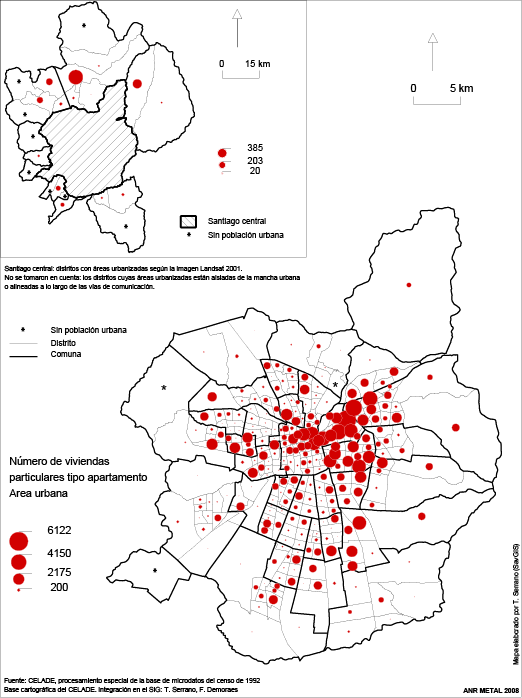 0 15 km
0 5 km
385
203
20
Santiago central
Sin población urbana
Santiago central: distritos con áreas urbanizadas según la imagen Landsat 2001.
No se tomaron en cuenta: los distritos cuyas áreas urbanizadas están aisladas de la mancha urbana
o alineadas a lo largo de las vías de comunicación.
Sin población urbana
Distrito
Comuna
Número de viviendas
particulares tipo apartamento
Area urbana
6122
4150
2175
200
Mapa elaborado por T. Serrano (SavGIS)
Fuente: CELADE, procesamiento especial de la base de microdatos del censo de 1992
Base cartográfica del CELADE. Integración en el SIG: T. Serrano, F. Demoraes
ANR METAL 2008